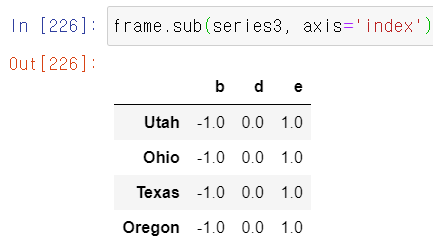 In [226]: frame.sub(series3, axis='index')
Out[226]:
b d e
Utah -1.0 0.0 1.0
Ohio -1.0 0.0 1.0
Texas -1.0 0.0 1.0
Oregon -1.0 0.0 1.0